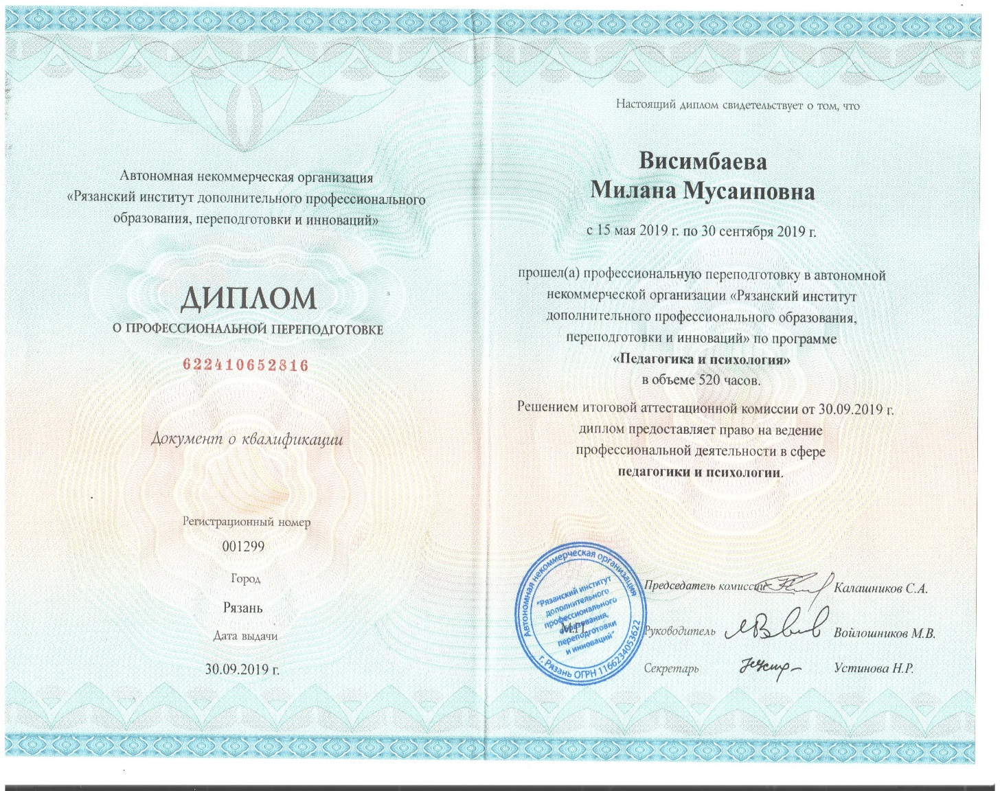 Автономная некоммерческая организация
«Рязанский институт дополнительного профессионального
образования, переподготовки и инноваций»
ДИПЛОМ
О ПРОФЕССИОНАЛЬНОЙ ПЕРЕПОДГОТОВКЕ
622410652816
Документ о квалификации
Регистрационный номер
001299
Город
Рязань
Дата выдачи
30.09.2019 г.
Настоящий диплом свидетельствует о том, что
Висимбаева
Милана Мусаиповна
с 15 мая 2019 г. по 30 сентября 2019 г.
прошел(а) профессиональную переподготовку в автономной
некоммерческой организации «Рязанский институт
дополнительного профессионального образования,
переподготовки и инноваций» по программе
«Педагогика и психология»
в объеме 520 часов.
Решением итоговой аттестационной комиссии от 30.09.2019 г.
диплом предоставляет право на ведение
профессиональной деятельности в сфере
педагогики и психологии.
Автономная некоммерческая организация
"Рязанский институт
дополнительного
профессионального
образования,
переподготовки
и инноваций"
г. Рязань ОГРН 1166234053622
М.П.
Председатель комиссии Калашников С.А.
Руководитель Войлошников М.В.
Секретарь Устинова Н.Р.